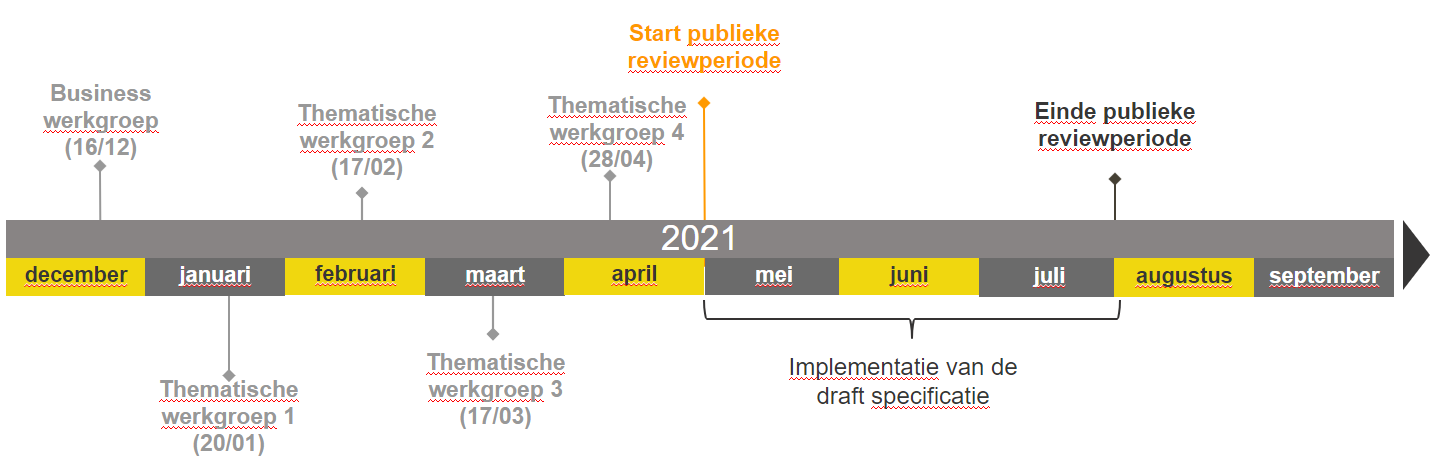 Start publieke
reviewperiode
Business
werkgroep
(16/12)
Thematische
werkgroep 2
(17/02)
Thematische
werkgroep 4
(28/04)
Einde publieke
reviewperiode
2021
december
januari
februari
maart
april
mei
juni
juli
augustus
september
Thematische
werkgroep 1
(20/01)
Thematische
werkgroep 3
(17/03)
Implementatie van de
draft specificatie